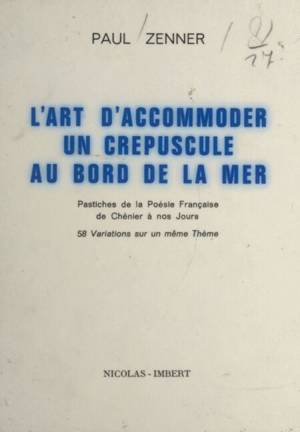 PAUL ZENNER
L'ART D'ACCOMMODER
UN CREPUSCULE
AU BORD DE LA MER
Pastiches de la Poésie Française
de Chénier à nos Jours
58 Variations sur un même Thème
NICOLAS - IMBERT